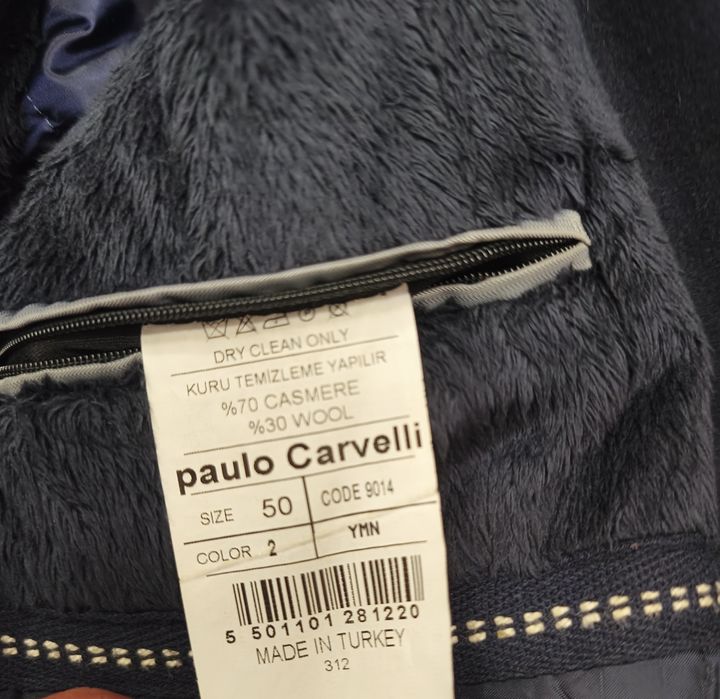 DRY CLEAN ONLY
KURU TEMİZLEME YAPILIR
%70 CASMERE
%30 WOOL
paulo Carvelli
SIZE 50 CODE 9014
COLOR 2 YMN
5 501101 281220
MADE IN TURKEY
312